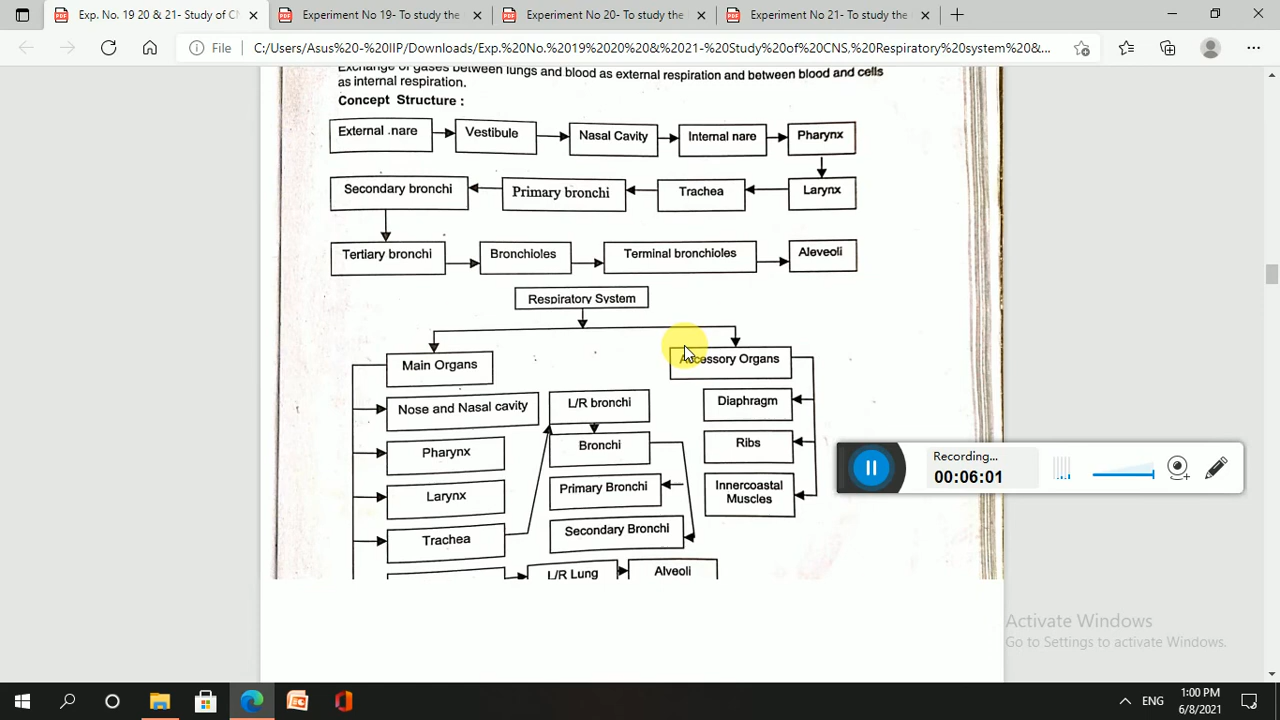 Exp. No. 19 20 & 21- Study of Cl
Experiment No 19- To study the
Experiment No 20- To study the
Experiment No 21- To study the
File
C:/Users/Asus%20-%20IIP/Downloads/Exp.%20No.%2019%2020%20&%2021-%20Study%20of%20CNS.%20Respiratory%20system%20&...
Exchange of gases between lungs and blood as external respiration and between blood and cells
as internal respiration.
Concept Structure :
External .nare
Vestibule
Nasal Cavity
Internal nare
Pharynx
Secondary bronchi
Primary bronchi
Trachea
Larynx
Tertiary bronchi
Bronchioles
Terminal bronchioles
Aleveoli
Respiratory System
Main Organs
Accessory Organs
Nose and Nasal cavity
L/R bronchi
Diaphragm
Pharynx
Bronchi
Ribs
Recording...
00:06:01
Larynx
Primary Bronchi
Innercoastal
Muscles
Trachea
Secondary Bronchi
L/R Lung
Alveoli
Activate Windows
Go to Settings to activate Windows.
ENG
1:00 PM
6/8/2021